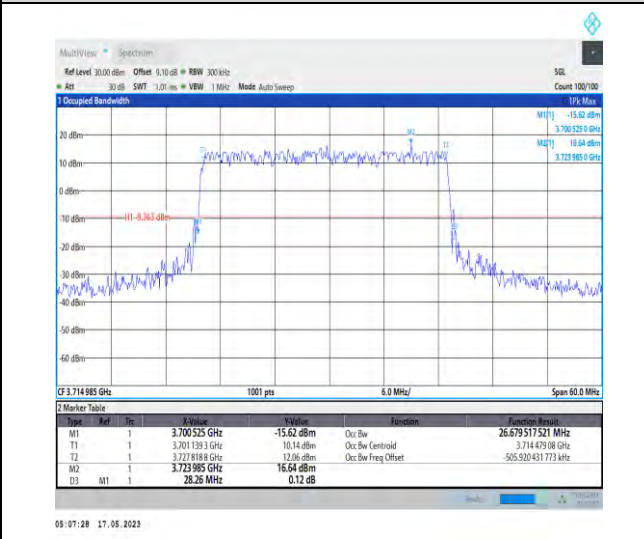 MultiView Spectrum
Ref Level 30.00 dBm Offset 9.10 dB RBW 300 kHz SGL
Att 30 dB SWT 1.01 ms VBW 1 MHz Mode Auto Sweep Count 100/100
1 Occupied Bandwidth 1Pk Max
M1[1] -15.62 dBm
3.700 525 0 GHz
M2[1] 16.64 dBm
3.723 985 0 GHz
20 dBm
M2
T2
10 dBm
0 dBm
-10 dBm H1 -9.363 dBm
-20 dBm
-30 dBm
-40 dBm
-50 dBm
-60 dBm
CF 3.714 985 GHz 1001 pts 6.0 MHz/ Span 60.0 MHz
2 Marker Table
Type Ref Trc X-Value Y-Value Function Function Result
M1 1 3.700 525 GHz -15.62 dBm Occ Bw 26.679 517 521 MHz
T1 1 3.701 139 3 GHz 10.14 dBm Occ Bw Centroid 3.714 479 08 GHz
T2 1 3.727 818 8 GHz 12.06 dBm Occ Bw Freq Offset -505.920 431 773 kHz
M2 1 3.723 985 GHz 16.64 dBm
D3 M1 1 28.26 MHz 0.12 dB
05:07:28 17.05.2023